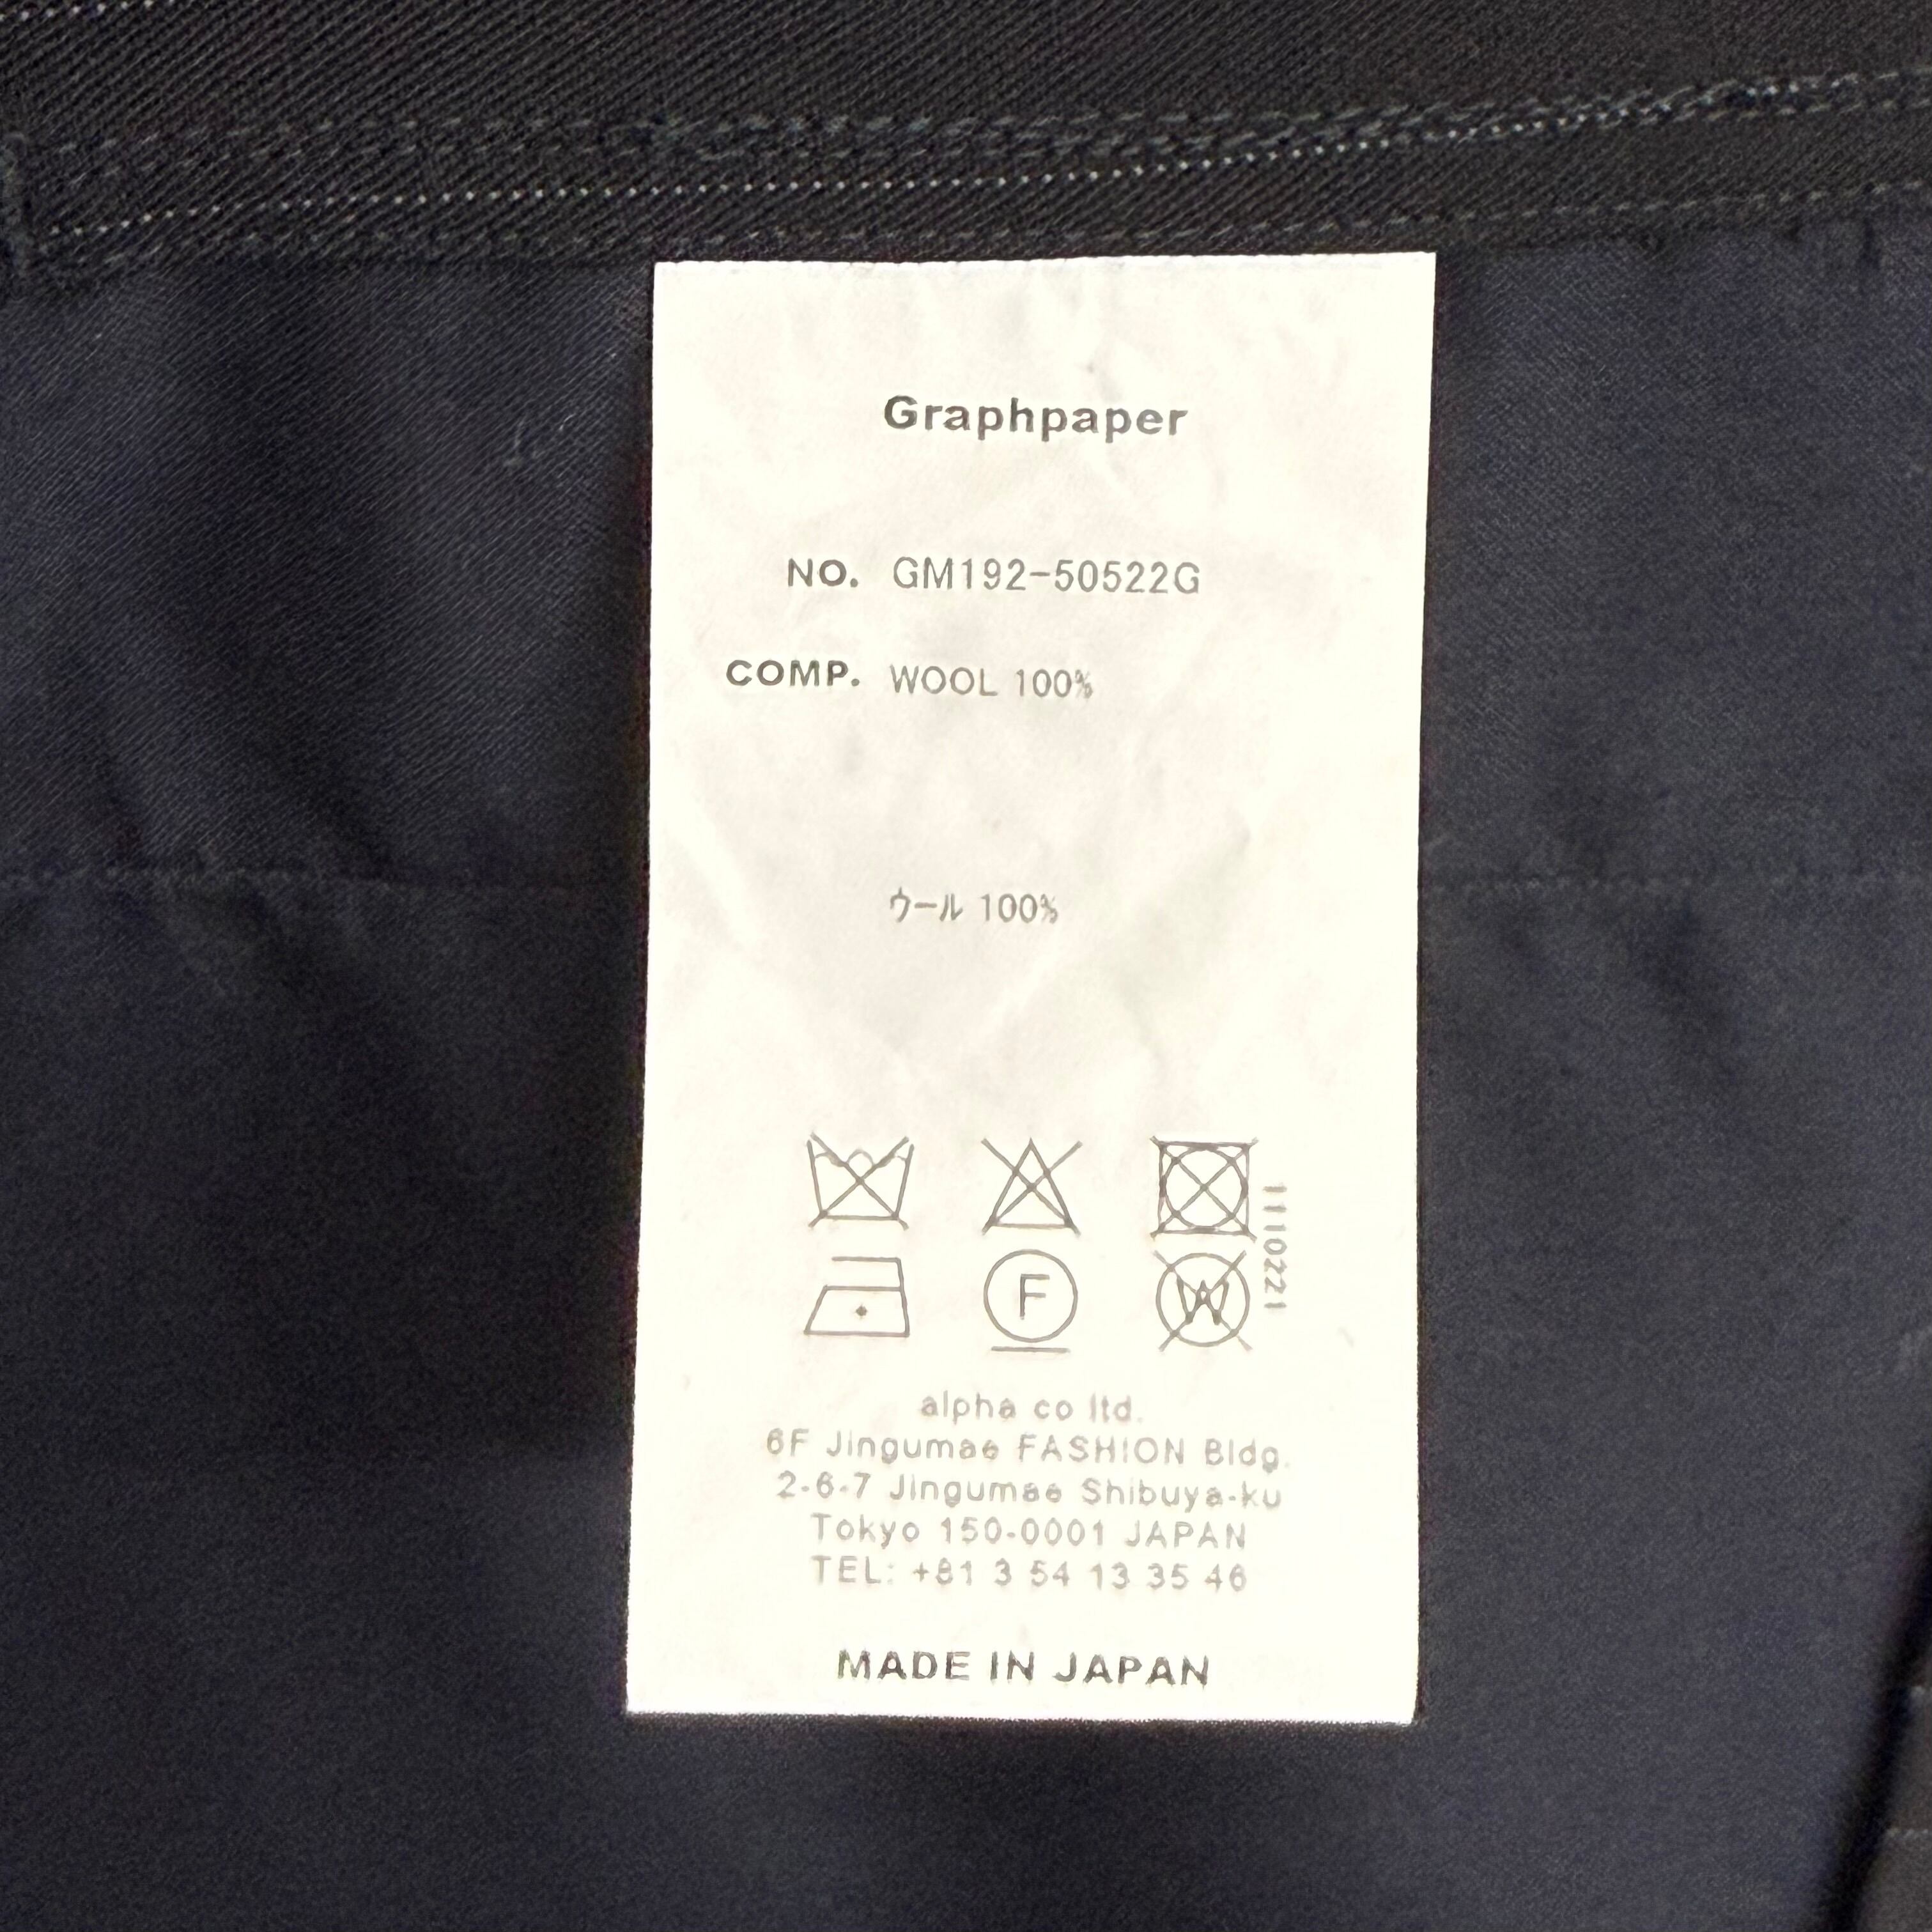 Graphpaper
NO. GM192-50522G
COMP. WOOL 100%
ウール 100%
1110221
F
W
alpha co ltd.
6F Jingumae FASHION Bldg.
2-6-7 Jingumae Shibuya-ku
Tokyo 150-0001 JAPAN
TEL: +81 3 54 13 35 46
MADE IN JAPAN